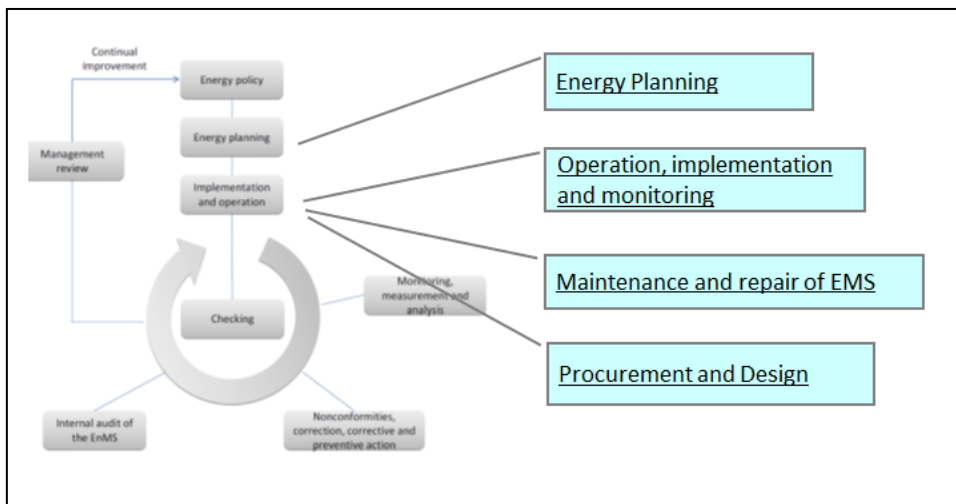 Continual
improvement
Energy policy
Energy planning
Management
review
Implementation
and operation
Checking
Monitoring,
measurement and
analysis
Internal audit of
the EnMS
Nonconformities,
correction, corrective and
preventive action
Energy Planning
Operation, implementation
and monitoring
Maintenance and repair of EMS
Procurement and Design